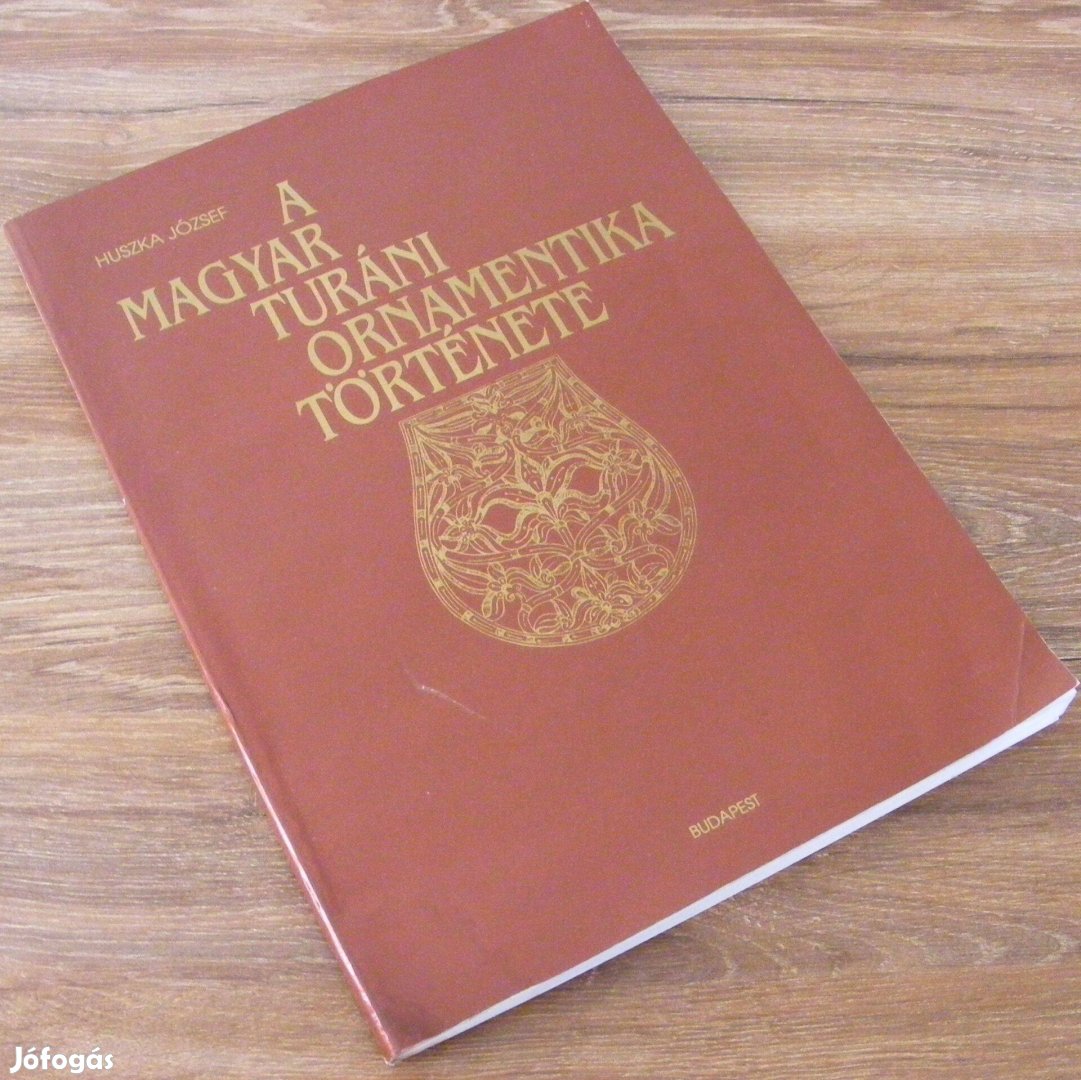 HUSZKA JÓZSEF
A
MAGYAR
TURÁNI
ORNAMENTIKA
TÖRTÉNETE
BUDAPEST
Jófogás